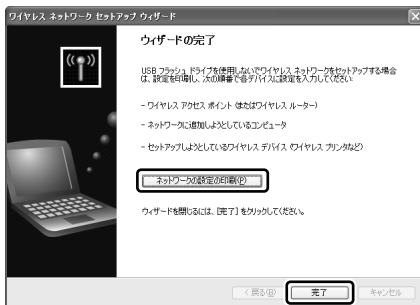 ワイヤレス ネットワーク セットアップ ウィザード
ウィザードの完了
USB フラッシュ ドライブを使用しないでワイヤレス ネットワークをセットアップする場合
は、設定を印刷し、次の順番で各デバイスに設定を入力してください:
- ワイヤレス アクセス ポイント (またはワイヤレス ルーター)
- ネットワークに追加しようとしているコンピュータ
- セットアップしようとしているワイヤレス デバイス (ワイヤレス プリンタなど)
ネットワークの設定の印刷(P)
ウィザードを閉じるには、[完了] をクリックしてください。
< 戻る(B)
完了
キャンセル